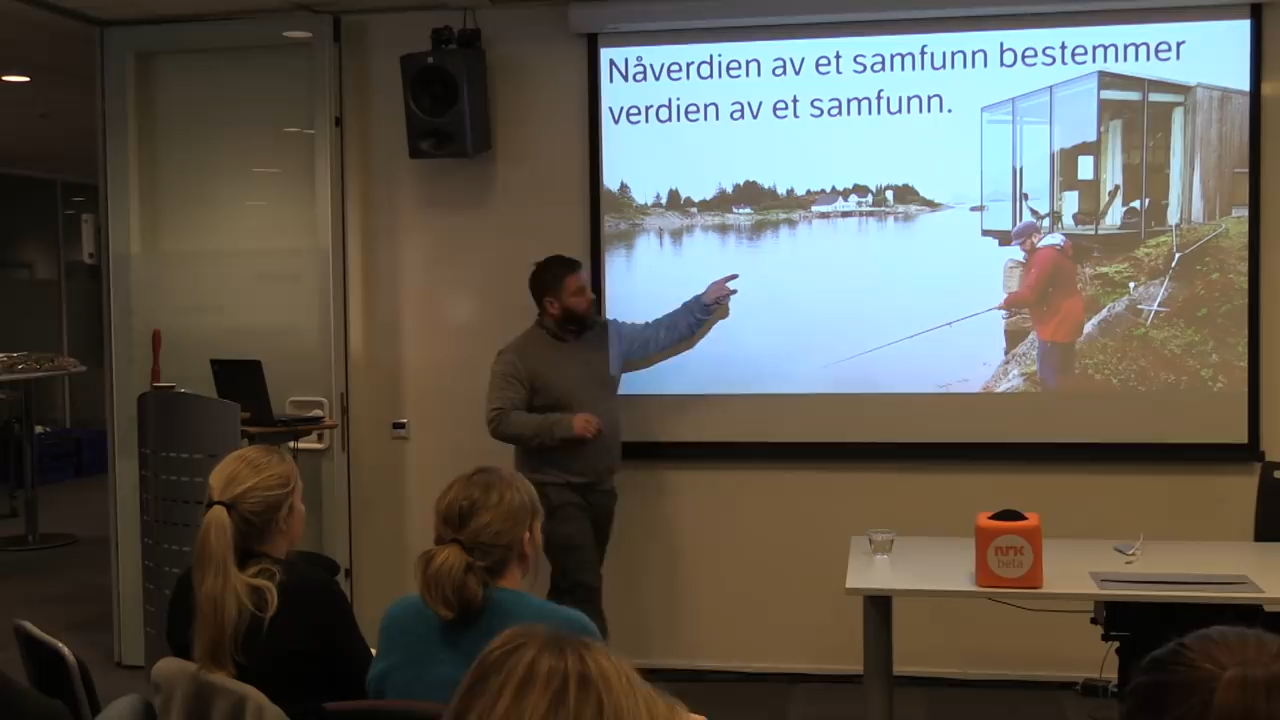 Nåverdien av et samfunn bestemmer
verdien av et samfunn.
NRK
beta